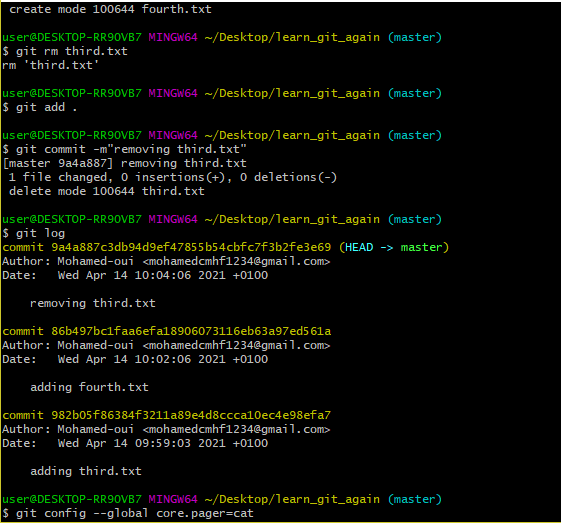 create mode 100644 fourth.txt
user@DESKTOP-RR9OVB7 MINGW64 ~/Desktop/learn_git_again (master)
$ git rm third.txt
rm 'third.txt'
user@DESKTOP-RR9OVB7 MINGW64 ~/Desktop/learn_git_again (master)
$ git add .
user@DESKTOP-RR9OVB7 MINGW64 ~/Desktop/learn_git_again (master)
$ git commit -m"removing third.txt"
[master 9a4a887] removing third.txt
1 file changed, 0 insertions(+), 0 deletions(-)
delete mode 100644 third.txt
user@DESKTOP-RR9OVB7 MINGW64 ~/Desktop/learn_git_again (master)
$ git log
commit 9a4a887c3db94d9ef47855b54cbfc7f3b2fe3e69 (HEAD -> master)
Author: Mohamed-oui <mohamedcmhf1234@gmail.com>
Date:   Wed Apr 14 10:04:06 2021 +0100
removing third.txt
commit 86b497bc1faa6efa18906073116eb63a97ed561a
Author: Mohamed-oui <mohamedcmhf1234@gmail.com>
Date:   Wed Apr 14 10:02:06 2021 +0100
adding fourth.txt
commit 982b05f86384f3211a89e4d8ccca10ec4e98efa7
Author: Mohamed-oui <mohamedcmhf1234@gmail.com>
Date:   Wed Apr 14 09:59:03 2021 +0100
adding third.txt
user@DESKTOP-RR9OVB7 MINGW64 ~/Desktop/learn_git_again (master)
$ git config --global core.pager=cat